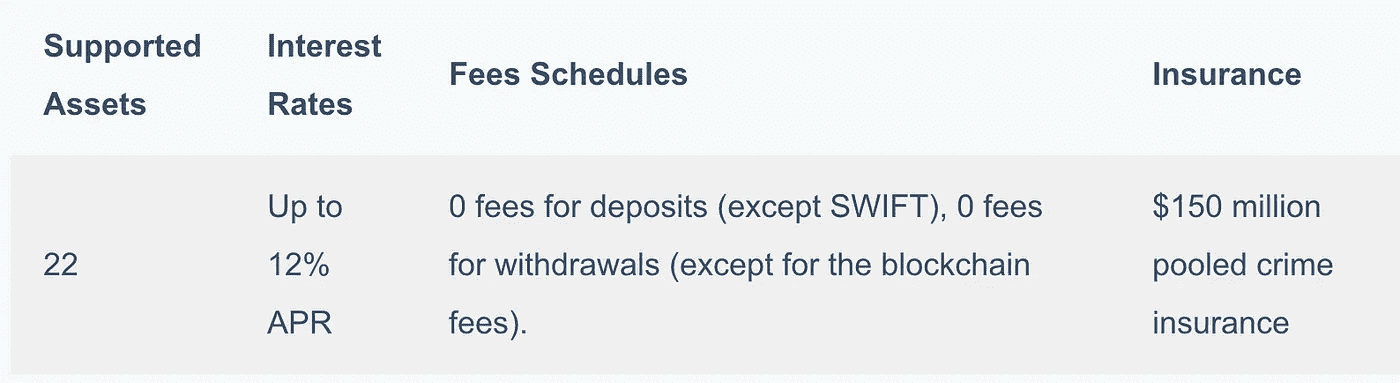 Supported
Assets
Interest
Rates
Fees Schedules
Insurance
22
Up to
12%
APR
0 fees for deposits (except SWIFT), 0 fees
for withdrawals (except for the blockchain
fees).
$150 million
pooled crime
insurance